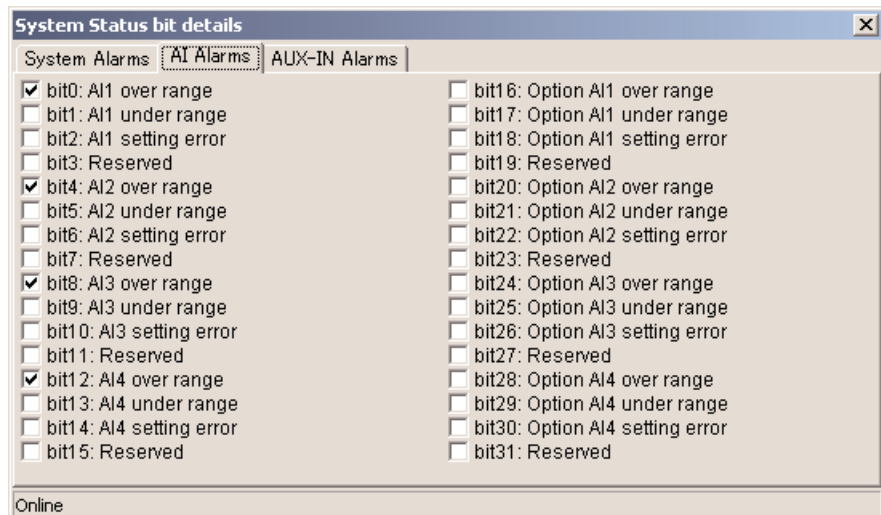 System Status bit details
System Alarms AI Alarms AUX-IN Alarms
bit0: AI1 over range
bit1: AI1 under range
bit2: AI1 setting error
bit3: Reserved
bit4: AI2 over range
bit5: AI2 under range
bit6: AI2 setting error
bit7: Reserved
bit8: AI3 over range
bit9: AI3 under range
bit10: AI3 setting error
bit11: Reserved
bit12: AI4 over range
bit13: AI4 under range
bit14: AI4 setting error
bit15: Reserved
bit16: Option AI1 over range
bit17: Option AI1 under range
bit18: Option AI1 setting error
bit19: Reserved
bit20: Option AI2 over range
bit21: Option AI2 under range
bit22: Option AI2 setting error
bit23: Reserved
bit24: Option AI3 over range
bit25: Option AI3 under range
bit26: Option AI3 setting error
bit27: Reserved
bit28: Option AI4 over range
bit29: Option AI4 under range
bit30: Option AI4 setting error
bit31: Reserved
Online